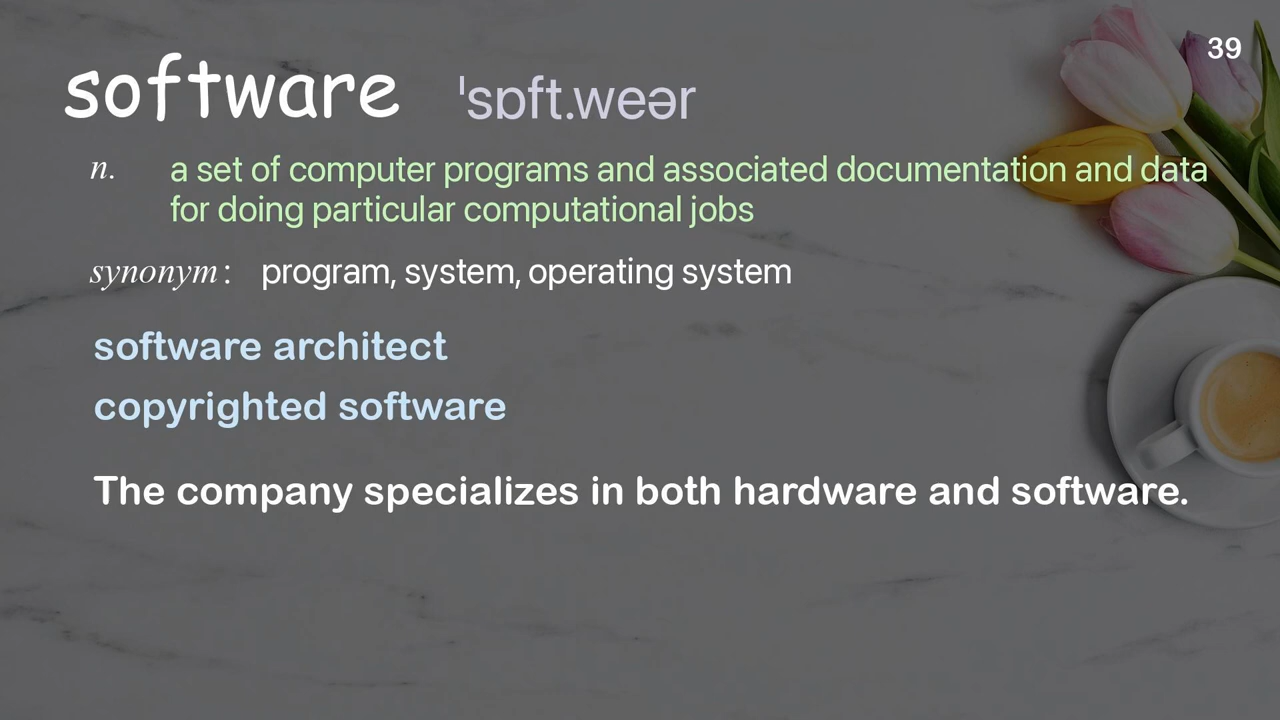 39
software ˈsɒft.weər
n. a set of computer programs and associated documentation and data
for doing particular computational jobs
synonym: program, system, operating system
software architect
copyrighted software
The company specializes in both hardware and software.